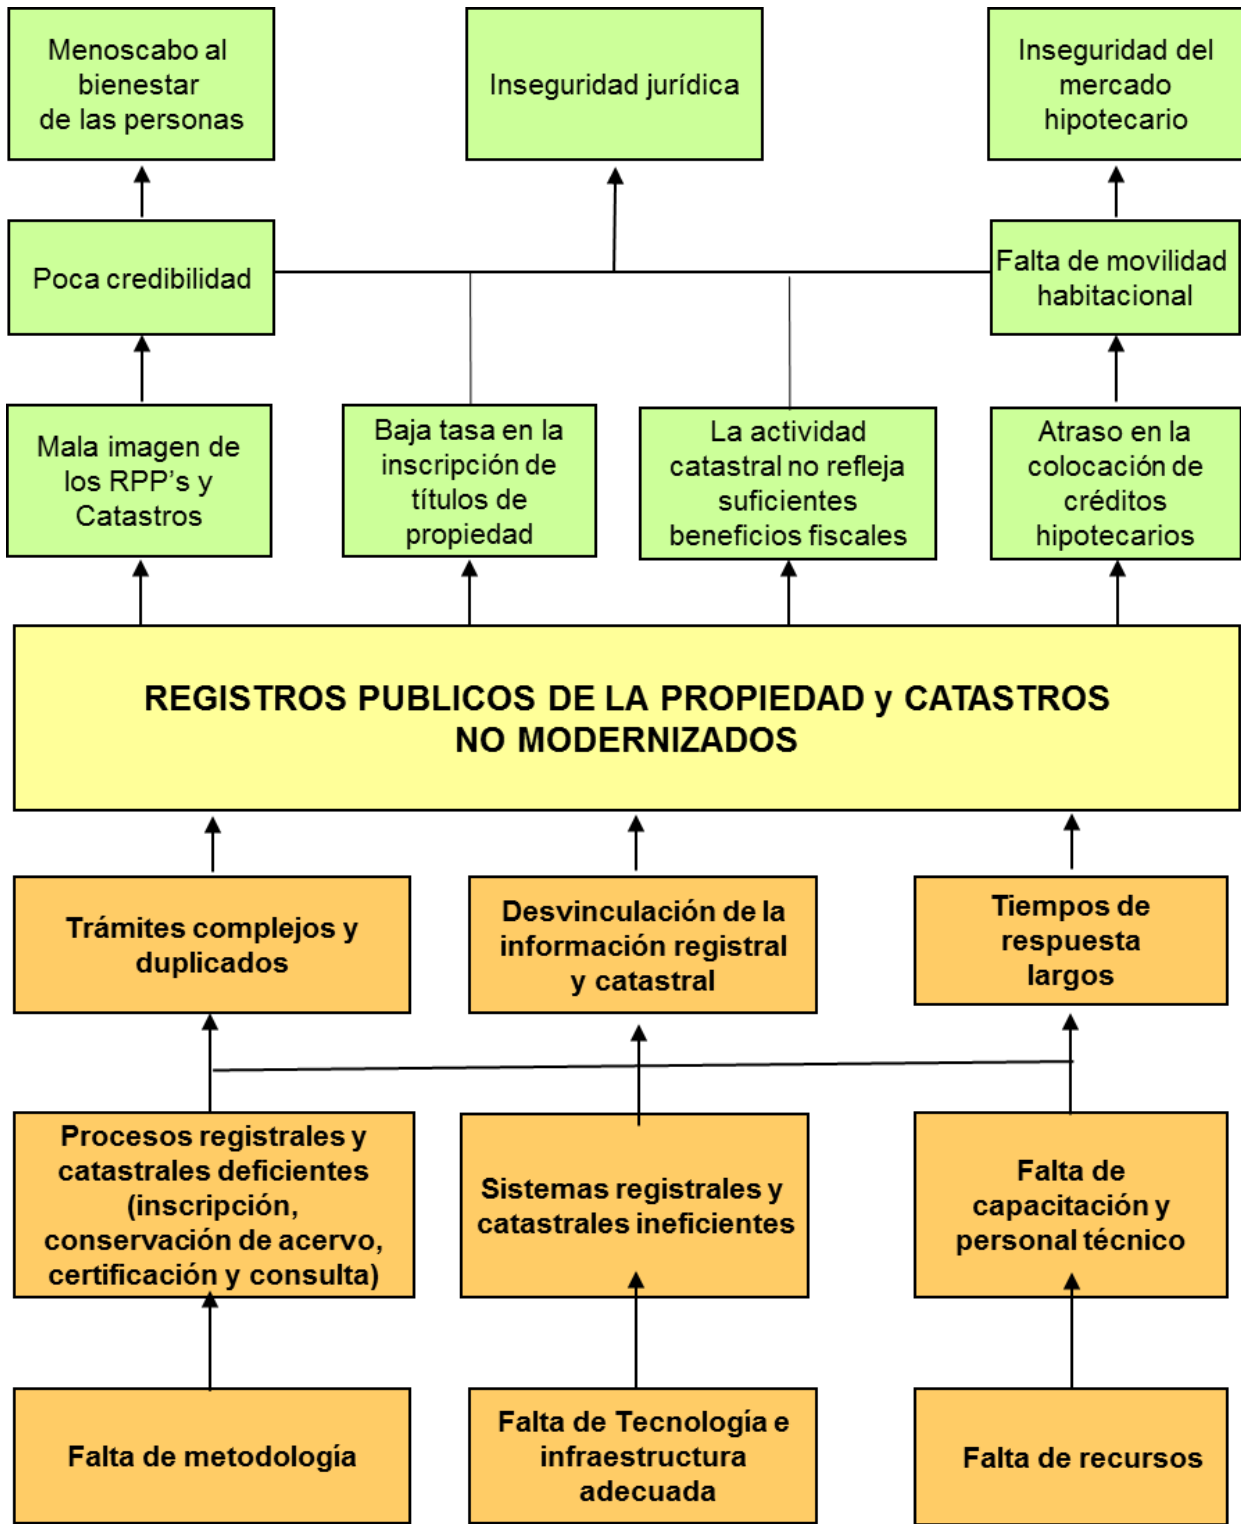 Menoscabo al
bienestar
de las personas
Inseguridad jurídica
Inseguridad del
mercado
hipotecario
Poca credibilidad
Falta de movilidad
habitacional
Mala imagen de
los RPP's y
Catastros
Baja tasa en la
inscripción de
títulos de
propiedad
La actividad
catastral no refleja
suficientes
beneficios fiscales
Atraso en la
colocación de
créditos
hipotecarios
REGISTROS PUBLICOS DE LA PROPIEDAD y CATASTROS
NO MODERNIZADOS
Trámites complejos y
duplicados
Desvinculación de la
información registral
y catastral
Tiempos de
respuesta
largos
Procesos registrales y
catastrales deficientes
(inscripción,
conservación de acervo,
certificación y consulta)
Sistemas registrales y
catastrales ineficientes
Falta de
capacitación y
personal técnico
Falta de metodología
Falta de Tecnología e
infraestructura
adecuada
Falta de recursos